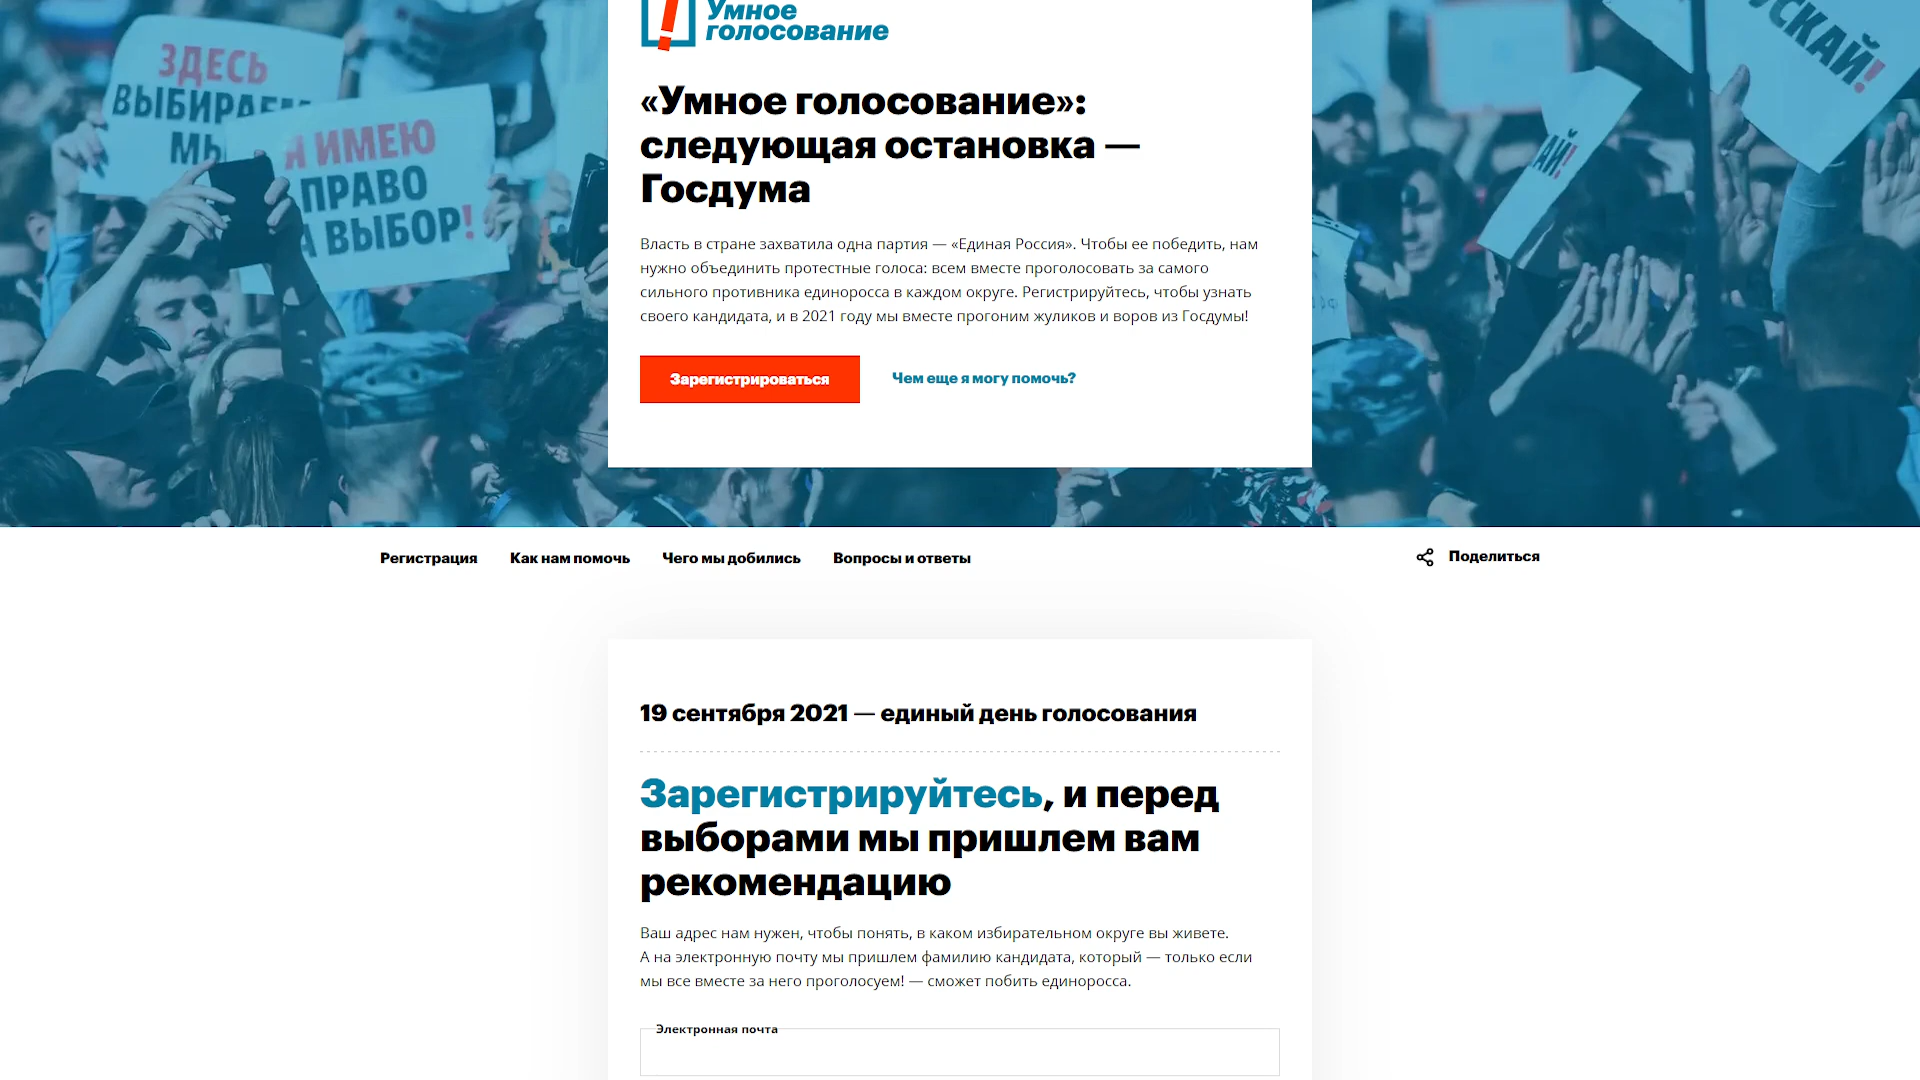 Умное
голосование
ЗДЕСЬ
ВЫБИРАЕМ
МЫ
Я ИМЕЮ
ПРАВО
НА ВЫБОР!
«Умное голосование»:
следующая остановка —
Госдума
Власть в стране захватила одна партия — «Единая Россия». Чтобы ее победить, нам
нужно объединить протестные голоса: всем вместе проголосовать за самого
сильного противника единоросса в каждом округе. Регистрируйтесь, чтобы узнать
своего кандидата, и в 2021 году мы вместе прогоним жуликов и воров из Госдумы!
Зарегистрироваться
Чем еще я могу помочь?
Регистрация
Как нам помочь
Чего мы добились
Вопросы и ответы
Поделиться
19 сентября 2021 — единый день голосования
Зарегистрируйтесь, и перед
выборами мы пришлем вам
рекомендацию
Ваш адрес нам нужен, чтобы понять, в каком избирательном округе вы живете.
А на электронную почту мы пришлем фамилию кандидата, который — только если
мы все вместе за него проголосуем! — сможет побить единоросса.
Электронная почта